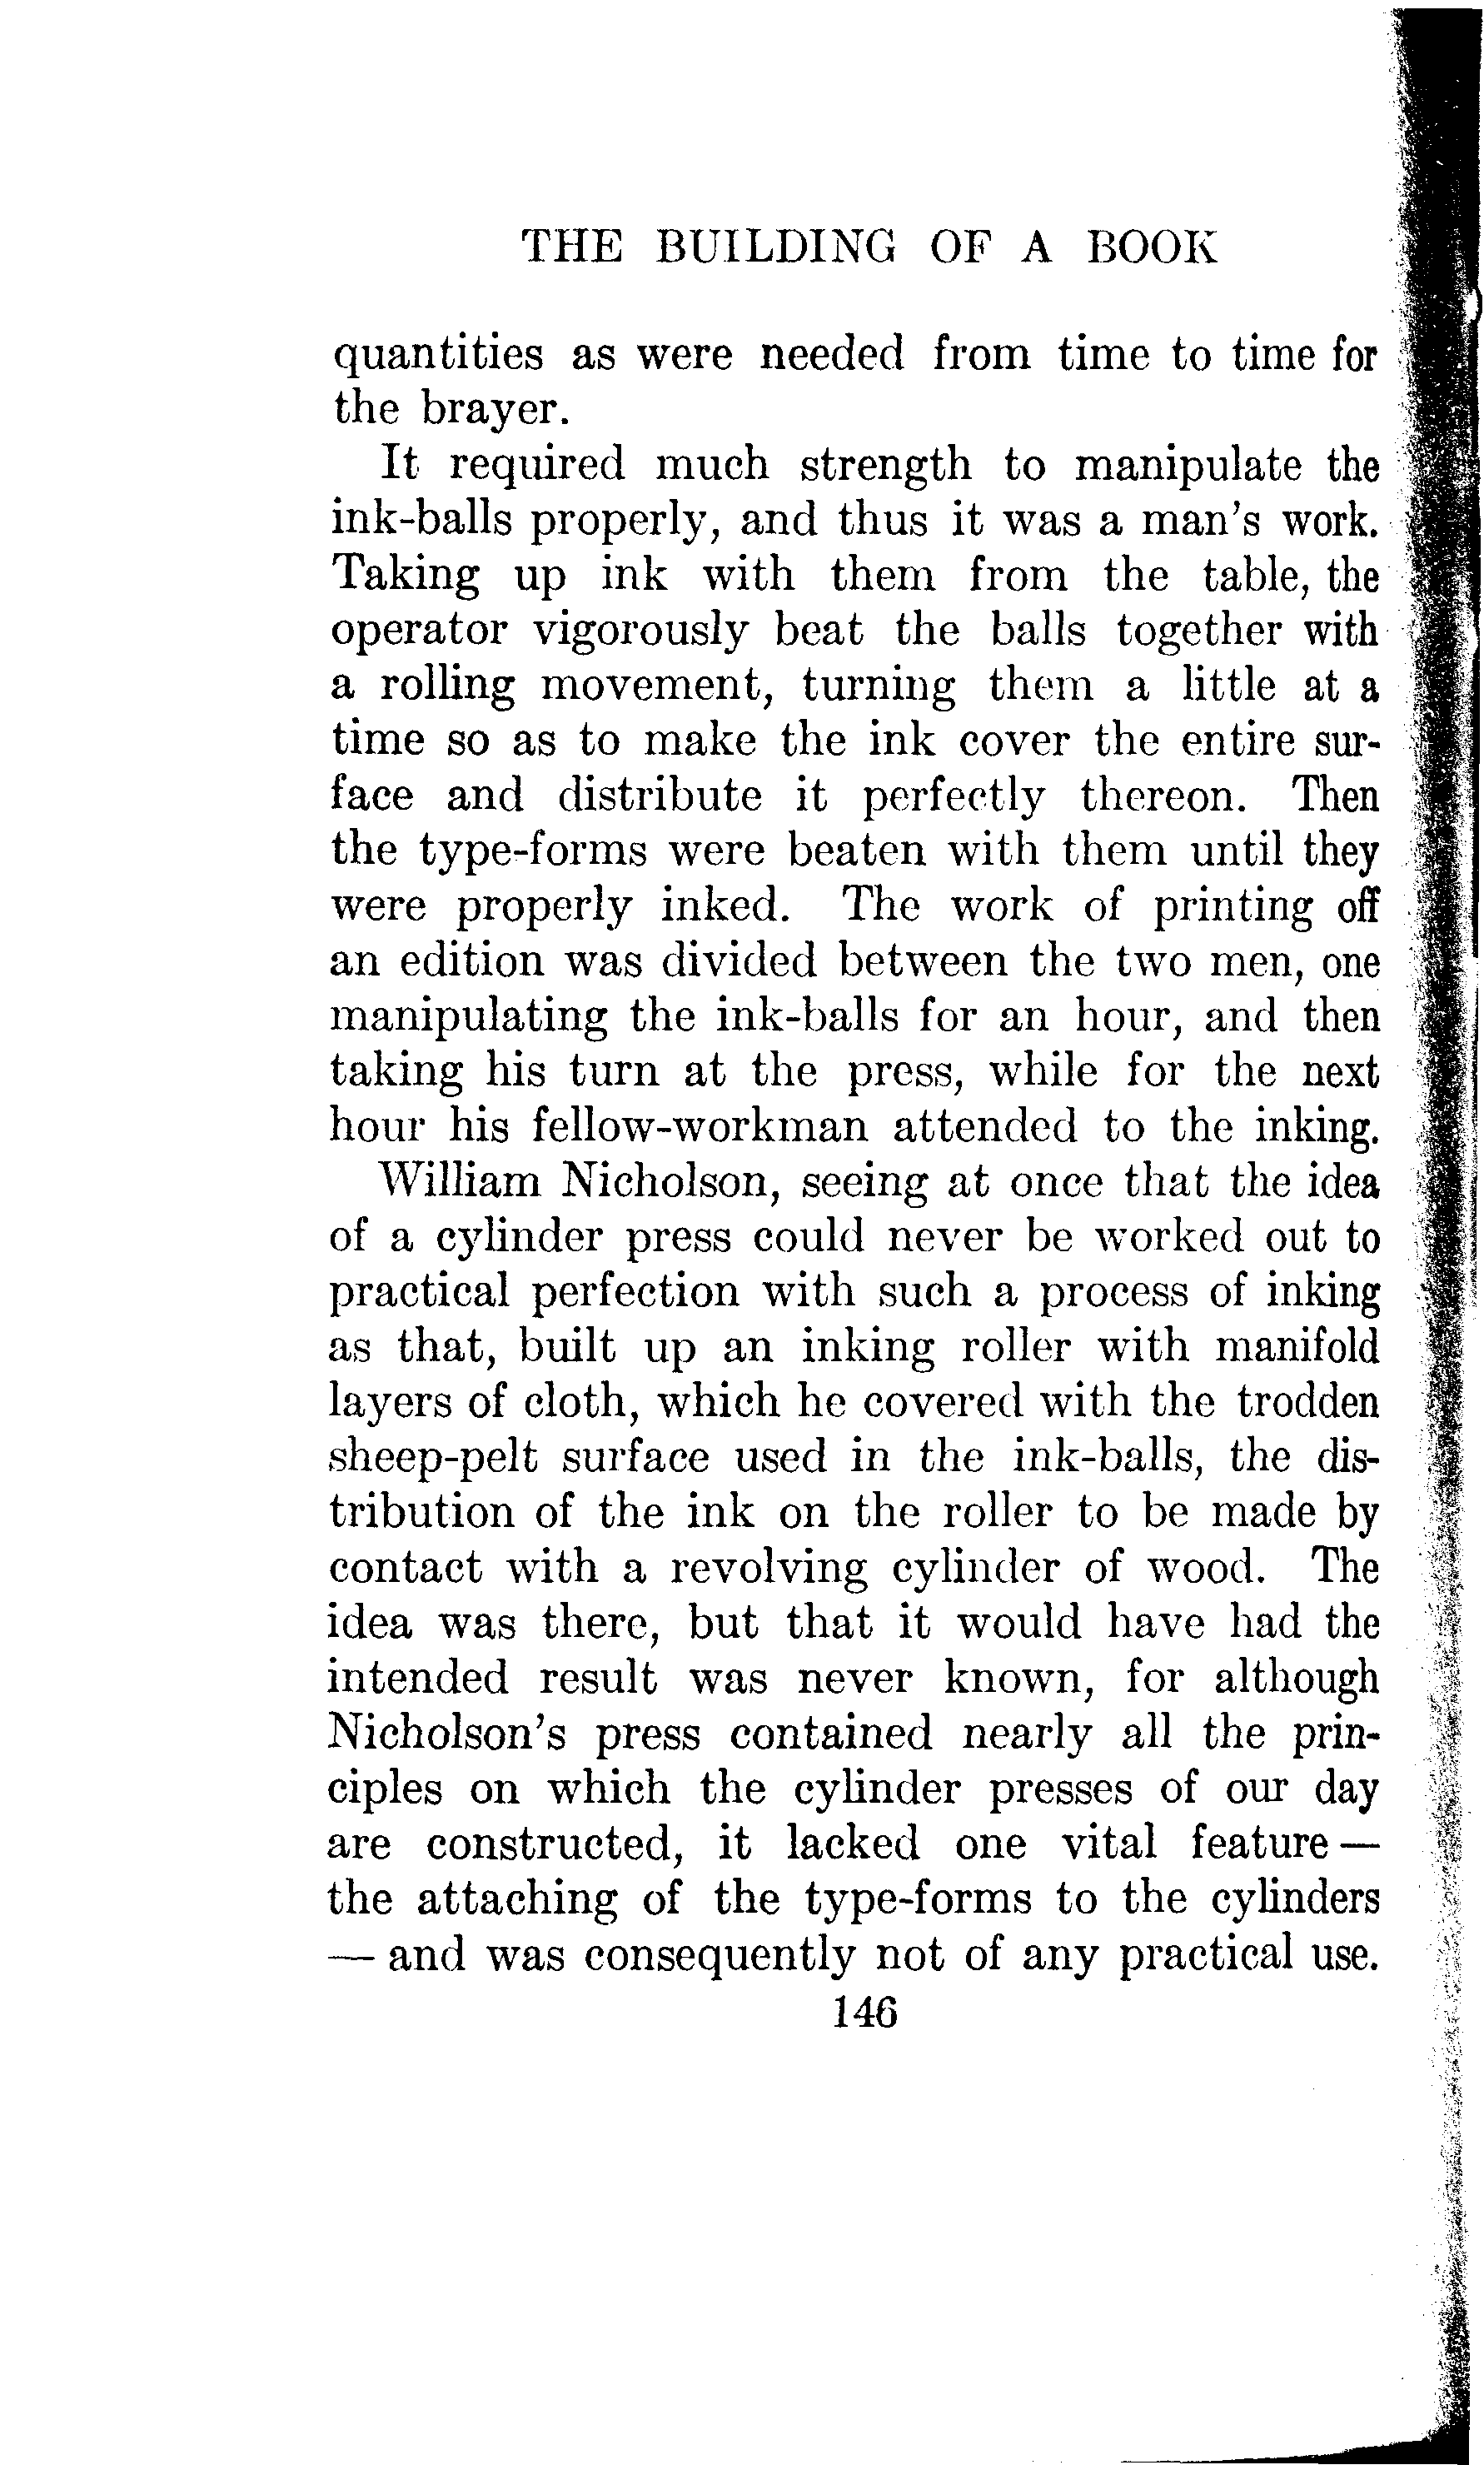 THE BUILDING OF A BOOK
quantities as were needed from time to time for
the brayer.
It required much strength to manipulate the
ink-balls properly, and thus it was a man's work.
Taking up ink with them from the table, the
operator vigorously beat the balls together with
a rolling movement, turning them a little at a
time so as to make the ink cover the entire sur-
face and distribute it perfectly thereon. Then
the type-forms were beaten with them until they
were properly inked. The work of printing off
an edition was divided between the two men, one
manipulating the ink-balls for an hour, and then
taking his turn at the press, while for the next
hour his fellow-workman attended to the inking.
William Nicholson, seeing at once that the idea
of a cylinder press could never be worked out to
practical perfection with such a process of inking
as that, built up an inking roller with manifold
layers of cloth, which he covered with the trodden
sheep-pelt surface used in the ink-balls, the dis-
tribution of the ink on the roller to be made by
contact with a revolving cylinder of wood. The
idea was there, but that it would have had the
intended result was never known, for although
Nicholson's press contained nearly all the prin-
ciples on which the cylinder presses of our day
are constructed, it lacked one vital feature —
the attaching of the type-forms to the cylinders
— and was consequently not of any practical use.
146